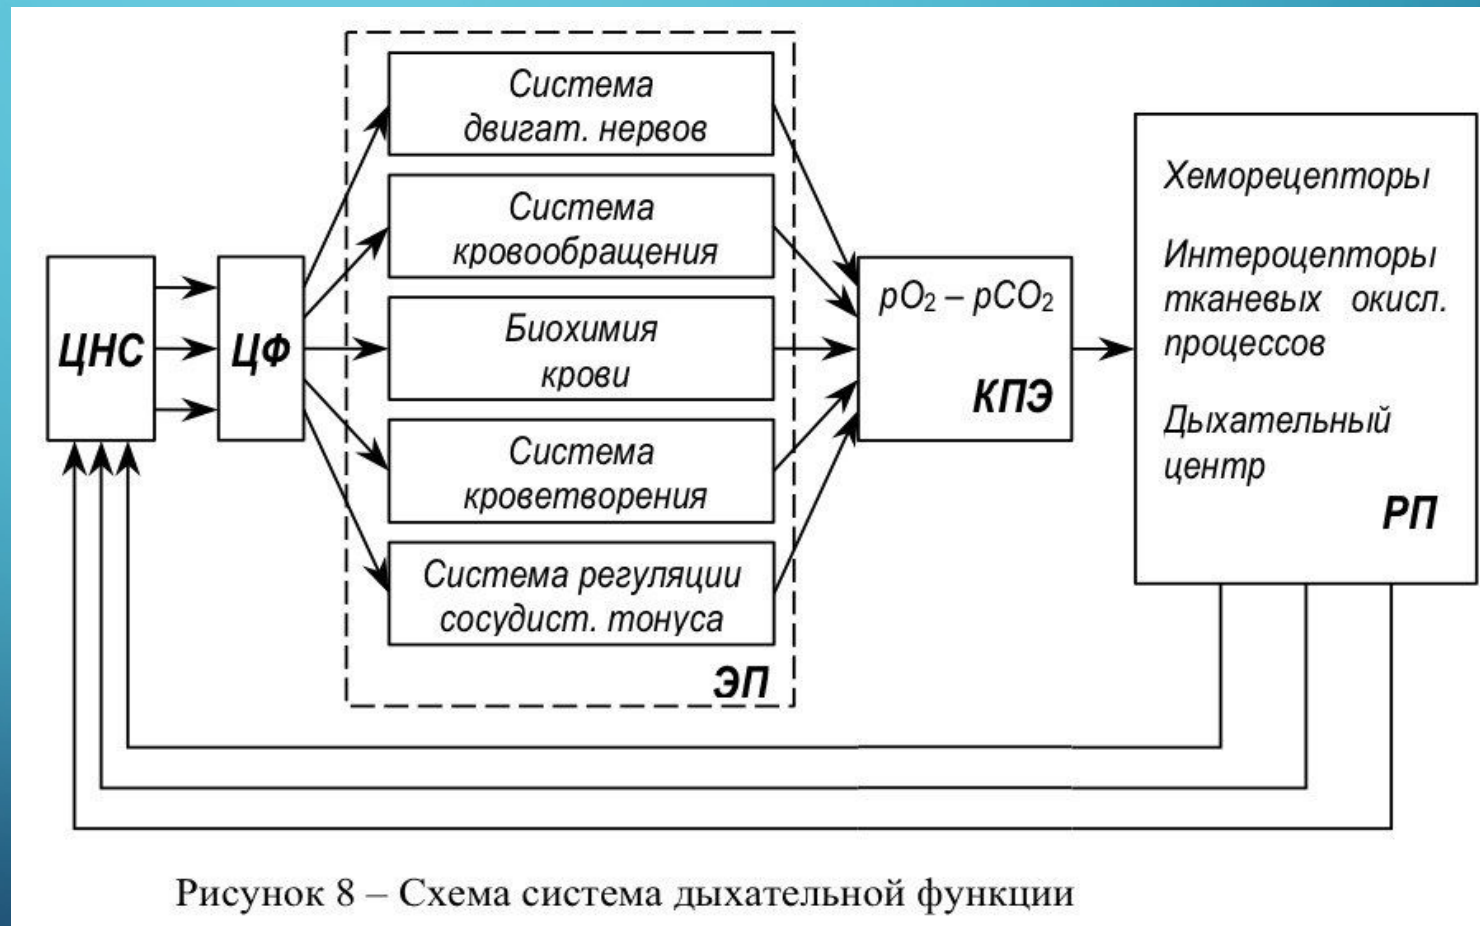 ЦНС
ЦФ
Система
двигат. нервов
Система
кровообращения
Биохимия
крови
Система
кроветворения
Система регуляции
сосудист. тонуса
ЭП
pO₂ – pCO₂
КПЭ
Хеморецепторы
Интероцепторы
тканевых окисл.
процессов
Дыхательный
центр
РП
Рисунок 8 – Схема система дыхательной функции